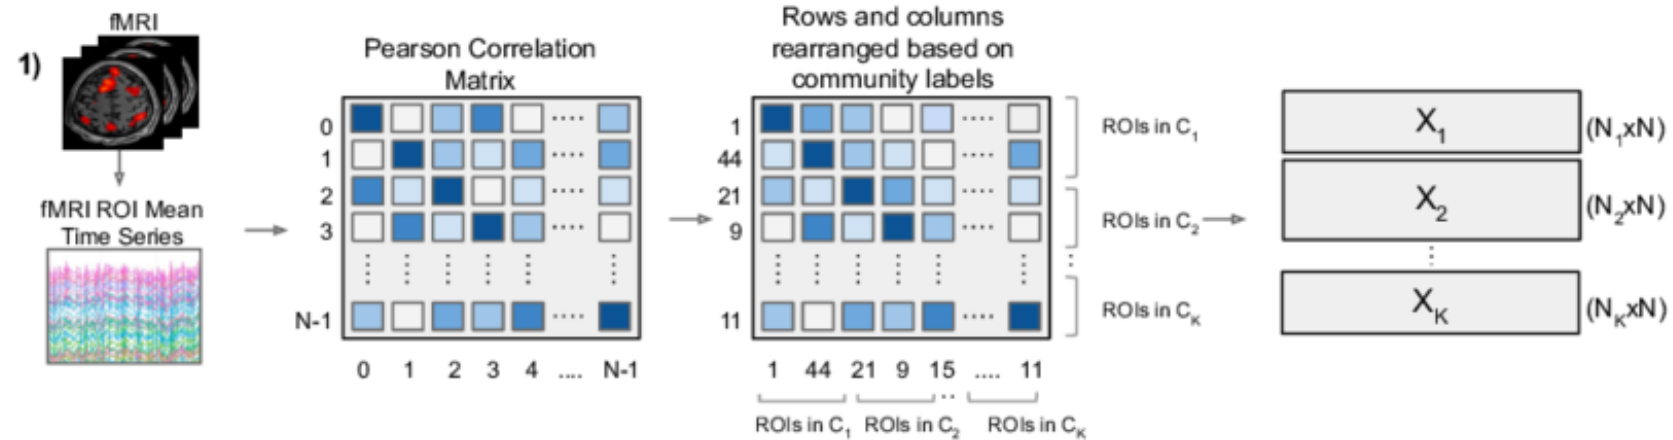 1)
fMRI
fMRI ROI Mean
Time Series
Pearson Correlation
Matrix
0
1
2
3
N-1
0 1 2 3 4 .... N-1
Rows and columns
rearranged based on
community labels
1
44
21
9
11
1 44 21 9 15 .... 11
ROIs in C₁ ROIs in C₂ ROIs in Cₖ
ROIs in C₁
ROIs in C₂
ROIs in Cₖ
X₁ (N₁xN)
X₂ (N₂xN)
Xₖ (NₖxN)